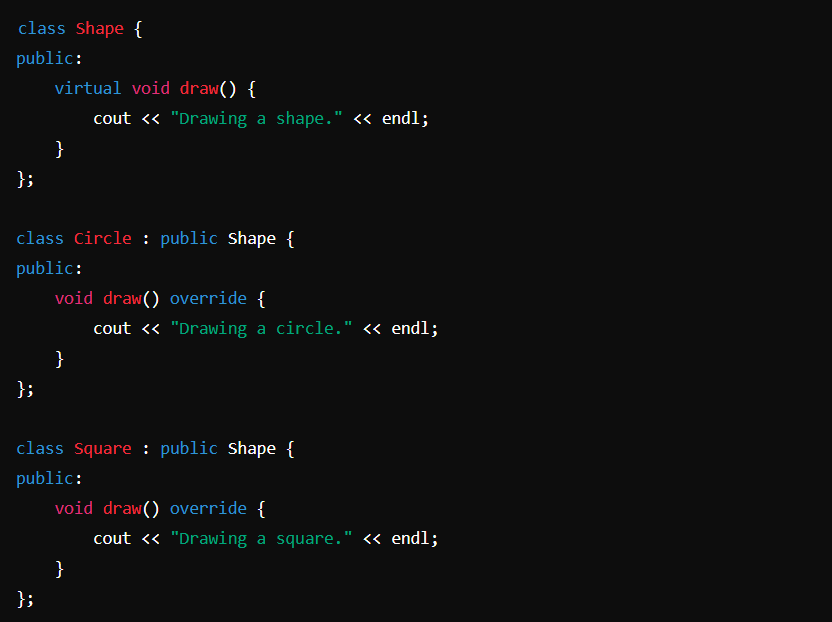 class Shape {
public:
    virtual void draw() {
        cout << "Drawing a shape." << endl;
    }
};

class Circle : public Shape {
public:
    void draw() override {
        cout << "Drawing a circle." << endl;
    }
};

class Square : public Shape {
public:
    void draw() override {
        cout << "Drawing a square." << endl;
    }
};